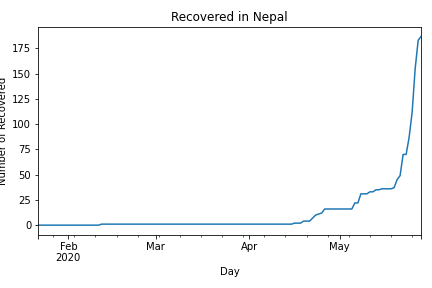 Recovered in Nepal
Number of Recovered
175
150
125
100
75
50
25
0
Feb
2020
Mar
Apr
May
Day